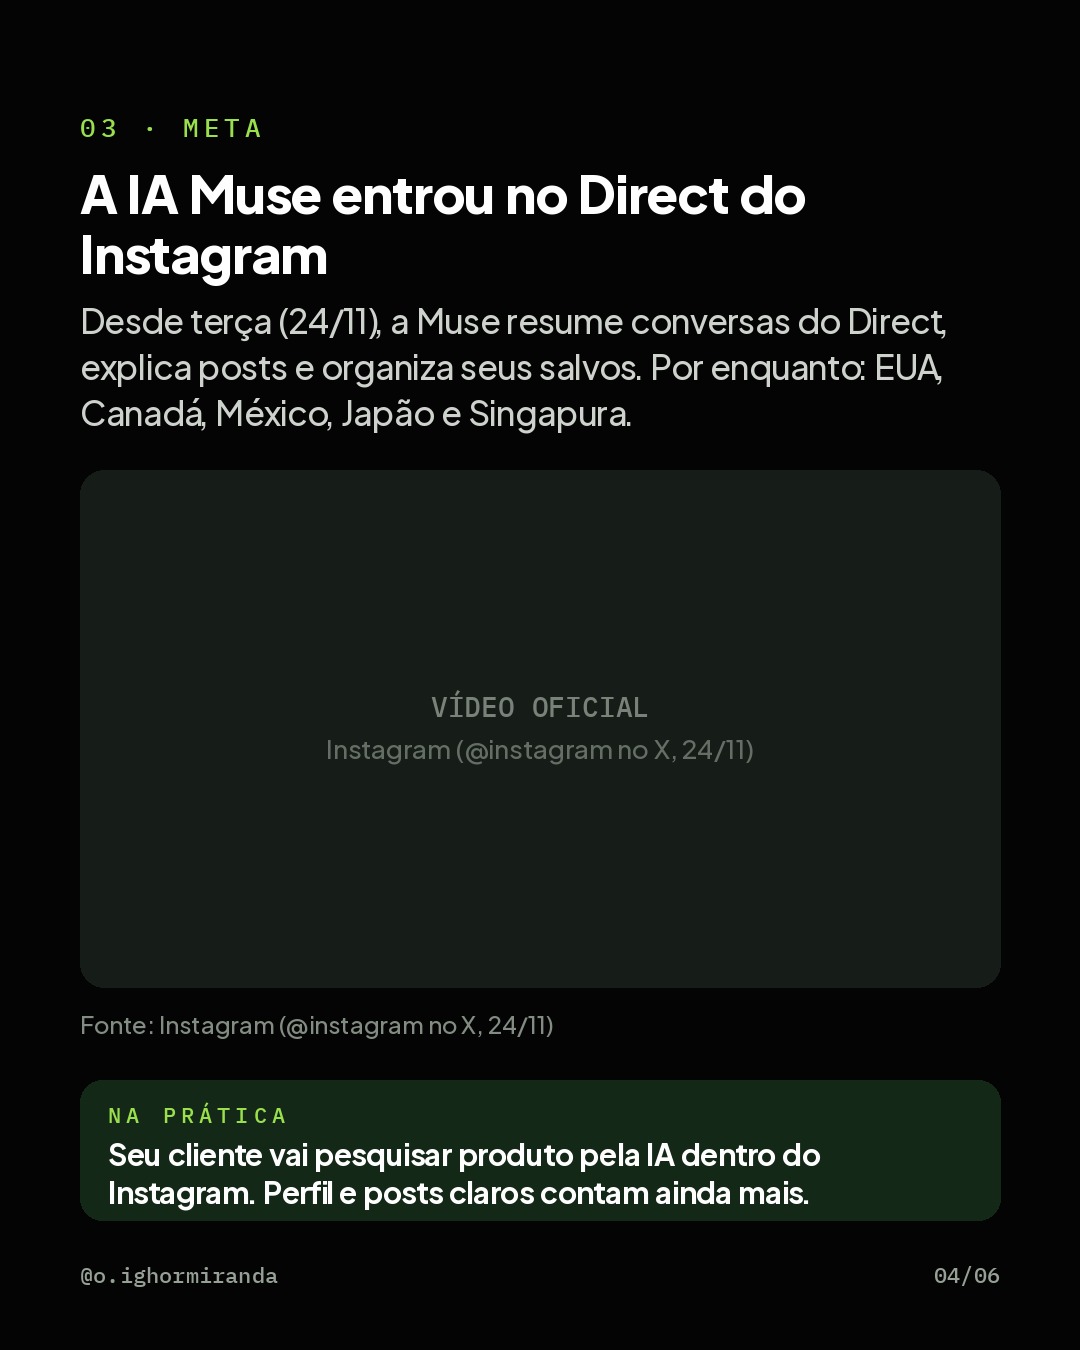 03 · META
A IA Muse entrou no Direct do
Instagram
Desde terça (24/11), a Muse resume conversas do Direct,
explica posts e organiza seus salvos. Por enquanto: EUA,
Canadá, México, Japão e Singapura.
VÍDEO OFICIAL
Instagram (@instagram no X, 24/11)
Fonte: Instagram (@instagram no X, 24/11)
NA PRÁTICA
Seu cliente vai pesquisar produto pela IA dentro do
Instagram. Perfil e posts claros contam ainda mais.
@o.ighormiranda
04/06